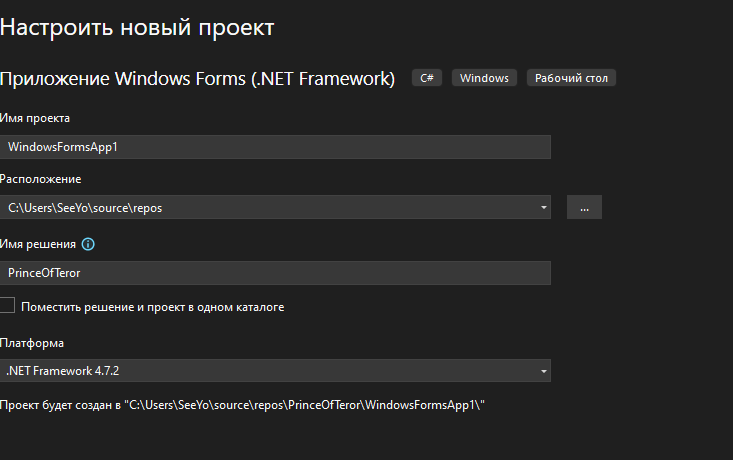 Настроить новый проект
Приложение Windows Forms (.NET Framework) C# Windows Рабочий стол
Имя проекта
WindowsFormsApp1
Расположение
C:\Users\SeeYo\source\repos
...
Имя решения
PrinceOfTeror
Поместить решение и проект в одном каталоге
Платформа
.NET Framework 4.7.2
Проект будет создан в "C:\Users\SeeYo\source\repos\PrinceOfTeror\WindowsFormsApp1\"